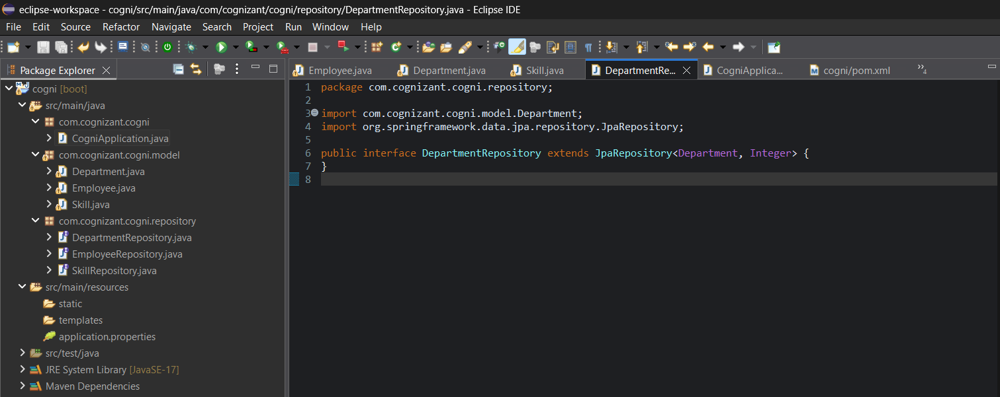 eclipse-workspace - cogni/src/main/java/com/cognizant/cogni/repository/DepartmentRepository.java - Eclipse IDE
File Edit Source Refactor Navigate Search Project Run Window Help
Package Explorer
cogni [boot]
src/main/java
com.cognizant.cogni
CogniApplication.java
com.cognizant.cogni.model
Department.java
Employee.java
Skill.java
com.cognizant.cogni.repository
DepartmentRepository.java
EmployeeRepository.java
SkillRepository.java
src/main/resources
static
templates
application.properties
src/test/java
JRE System Library [JavaSE-17]
Maven Dependencies
Employee.java Department.java Skill.java DepartmentRe... CogniApplica... cogni/pom.xml »4
1 package com.cognizant.cogni.repository;
2
3 import com.cognizant.cogni.model.Department;
4 import org.springframework.data.jpa.repository.JpaRepository;
5
6 public interface DepartmentRepository extends JpaRepository<Department, Integer> {
7 }
8